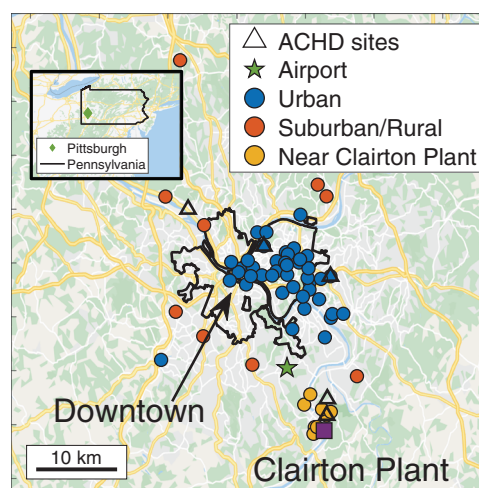 ACHD sites
Airport
Urban
Suburban/Rural
Near Clairton Plant
Pittsburgh
Pennsylvania
Downtown
10 km
Clairton Plant